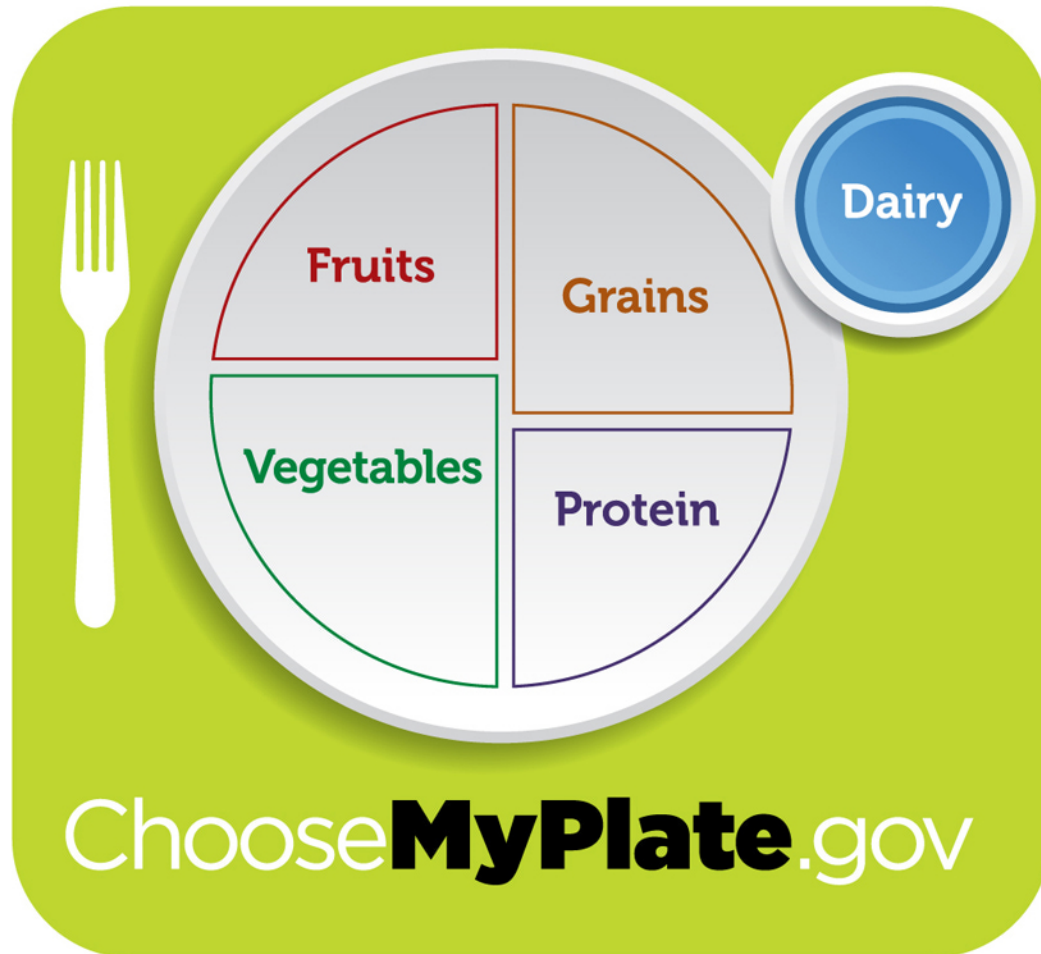 Fruits
Grains
Dairy
Vegetables
Protein
ChooseMyPlate.gov